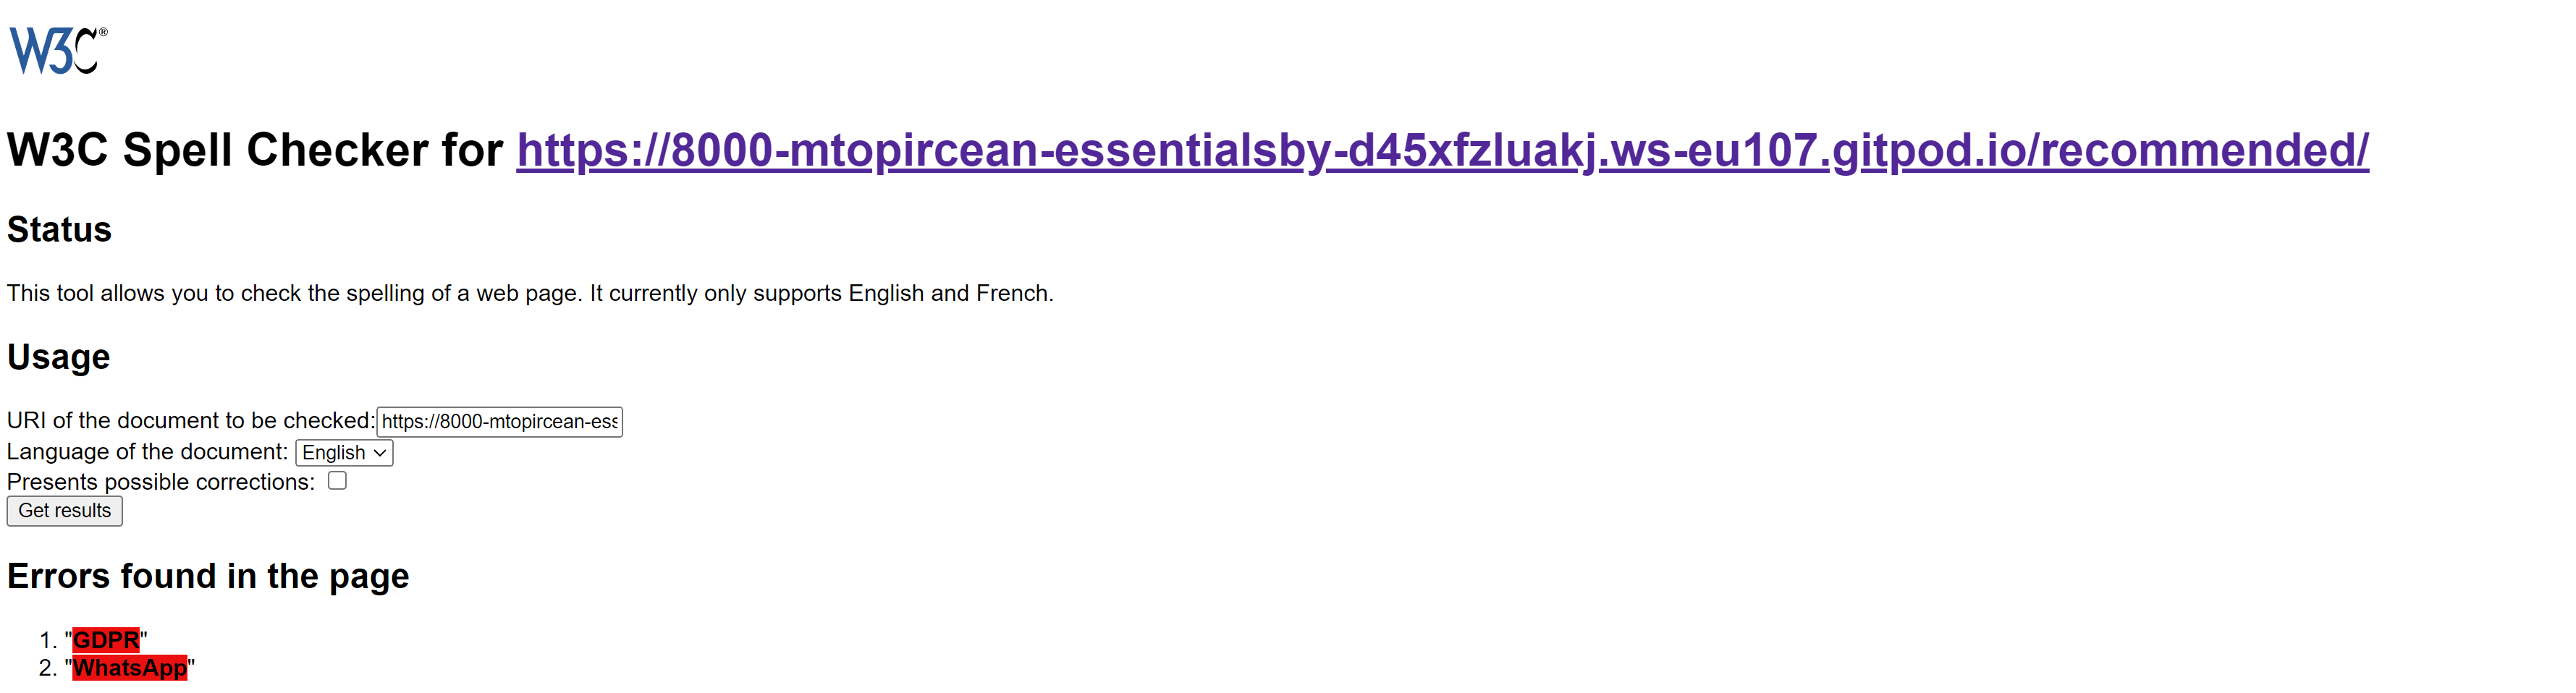 W3C®
W3C Spell Checker for https://8000-mtopircean-essentialsby-d45xfzluakj.ws-eu107.gitpod.io/recommended/
Status
This tool allows you to check the spelling of a web page. It currently only supports English and French.
Usage
URI of the document to be checked: https://8000-mtopircean-ess
Language of the document: English
Presents possible corrections:
Get results
Errors found in the page
1. "GDPR"
2. "WhatsApp"